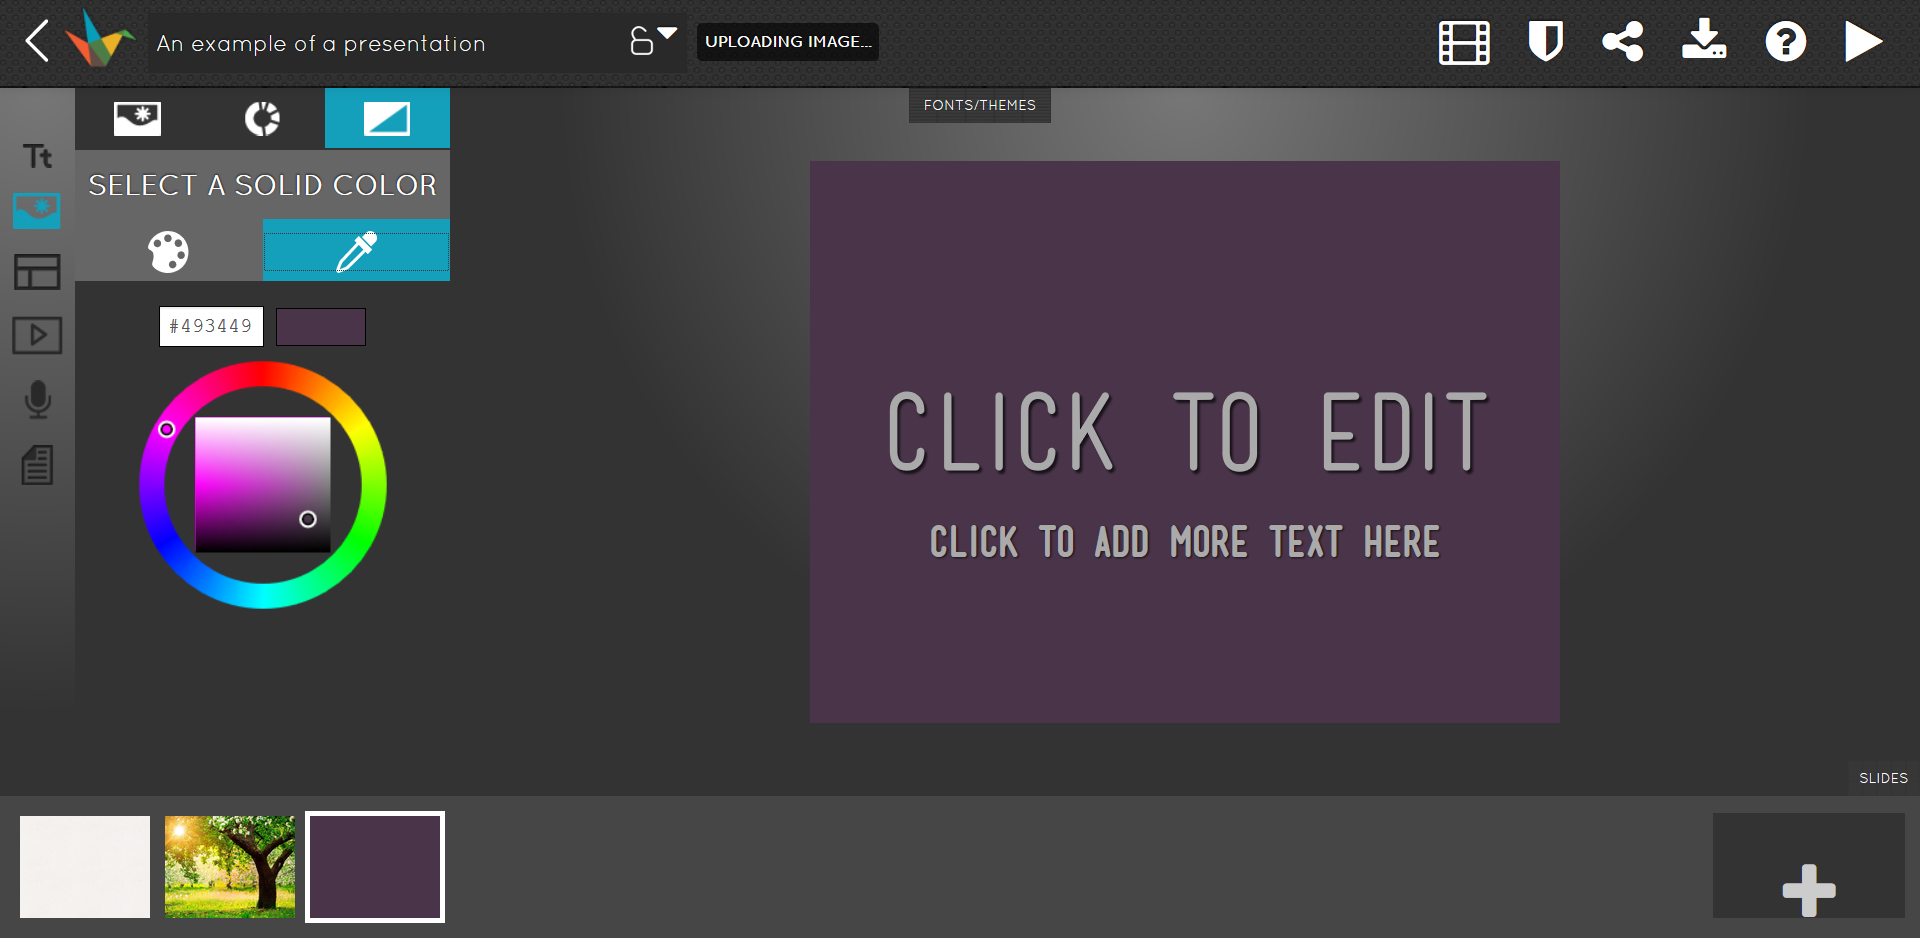 An example of a presentation
UPLOADING IMAGE...
FONTS/THEMES
Tt
SELECT A SOLID COLOR
#493449
CLICK TO EDIT
CLICK TO ADD MORE TEXT HERE
SLIDES